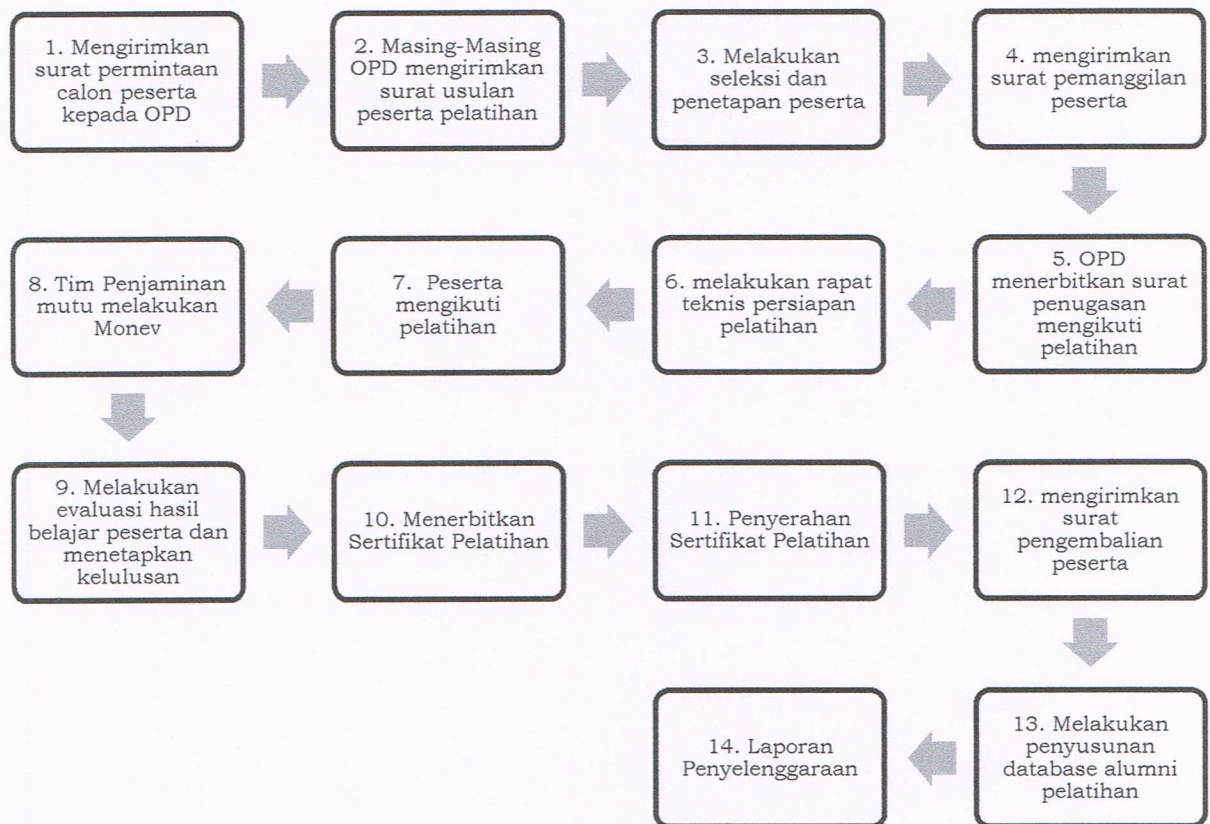 1. Mengirimkan
surat permintaan
calon peserta
kepada OPD
2. Masing-Masing
OPD mengirimkan
surat usulan
peserta pelatihan
3. Melakukan
seleksi dan
penetapan peserta
4. mengirimkan
surat pemanggilan
peserta
5. OPD
menerbitkan surat
penugasan
mengikuti
pelatihan
6. melakukan rapat
teknis persiapan
pelatihan
7. Peserta
mengikuti
pelatihan
8. Tim Penjaminan
mutu melakukan
Monev
9. Melakukan
evaluasi hasil
belajar peserta dan
menetapkan
kelulusan
10. Menerbitkan
Sertifikat Pelatihan
11. Penyerahan
Sertifikat Pelatihan
12. mengirimkan
surat
pengembalian
peserta
13. Melakukan
penyusunan
database alumni
pelatihan
14. Laporan
Penyelenggaraan